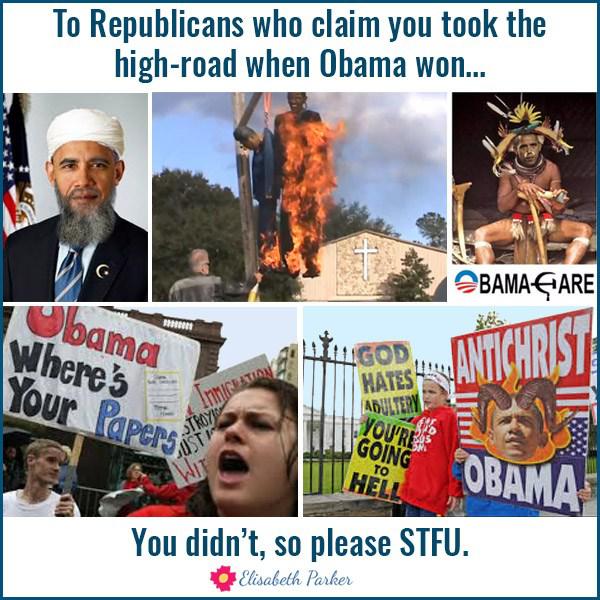 To Republicans who claim you took the
high-road when Obama won...
OBAMA-CARE
Obama
Where's
Your Papers
IMMIGRATION
GOD
HATES
ADULTERY
YOU'RE
GOING
TO
HELL
ANTICHRIST
OBAMA
You didn't, so please STFU.
Elisabeth Parker